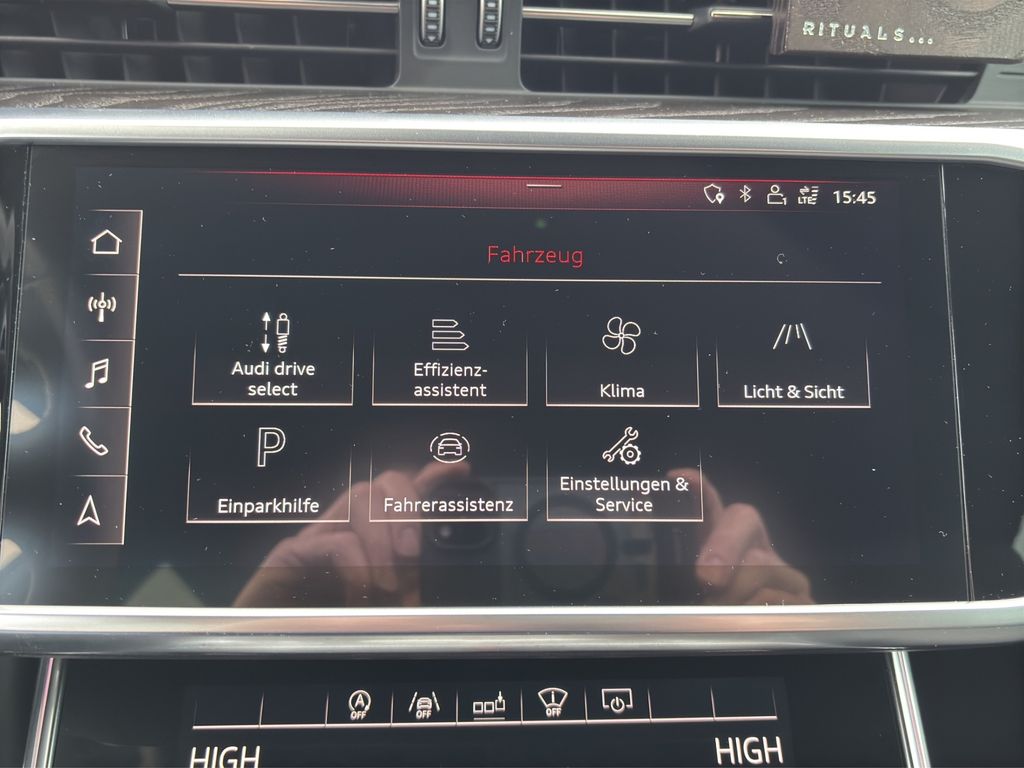 RITUALS...
LTE 15:45
Fahrzeug
Audi drive
select
Effizienz-
assistent
Klima
Licht & Sicht
P
Einparkhilfe
Fahrerassistenz
Einstellungen &
Service
A
OFF
OFF
OFF
HIGH
HIGH